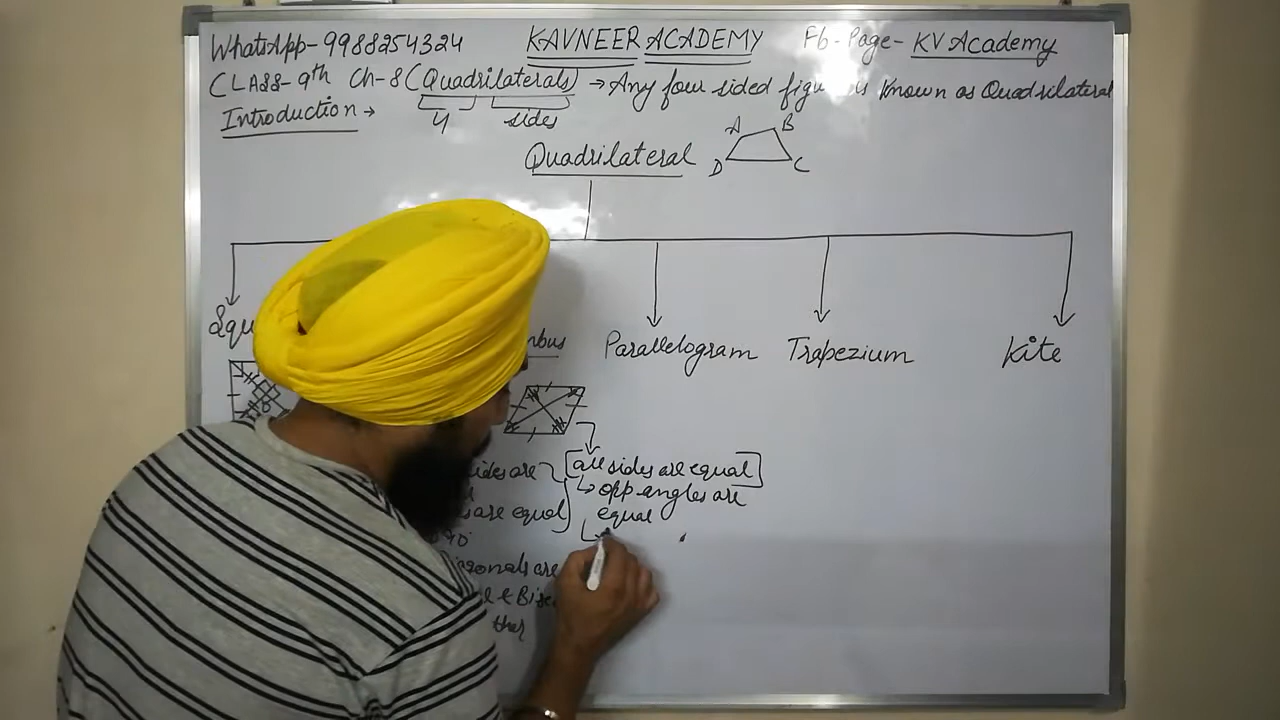 WhatsApp-9988254324 KAVNEER ACADEMY Fb-Page-KV Academy
CLASS-9th Ch-8 (Quadrilaterals) → Any four sided figu is Known as Quadrilateral
Introduction → 4 sides
Quadrilateral
A B
D C
Squ
mbus Parallelogram Trapezium Kite
sides are
all sides are equal
opp angles are
s are equal equal
90°
agonals are
l & Bise
ther